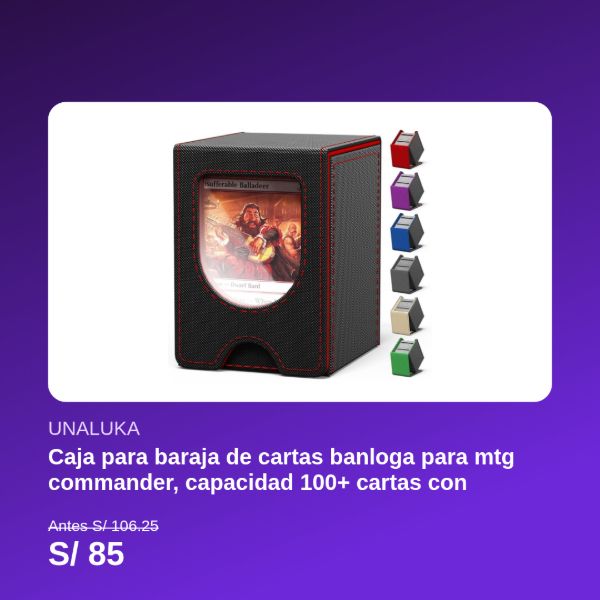 Insufferable Balladeer
Dwarf Bard
UNALUKA
Caja para baraja de cartas banloga para mtg
commander, capacidad 100+ cartas con
Antes S/ 106.25
S/ 85